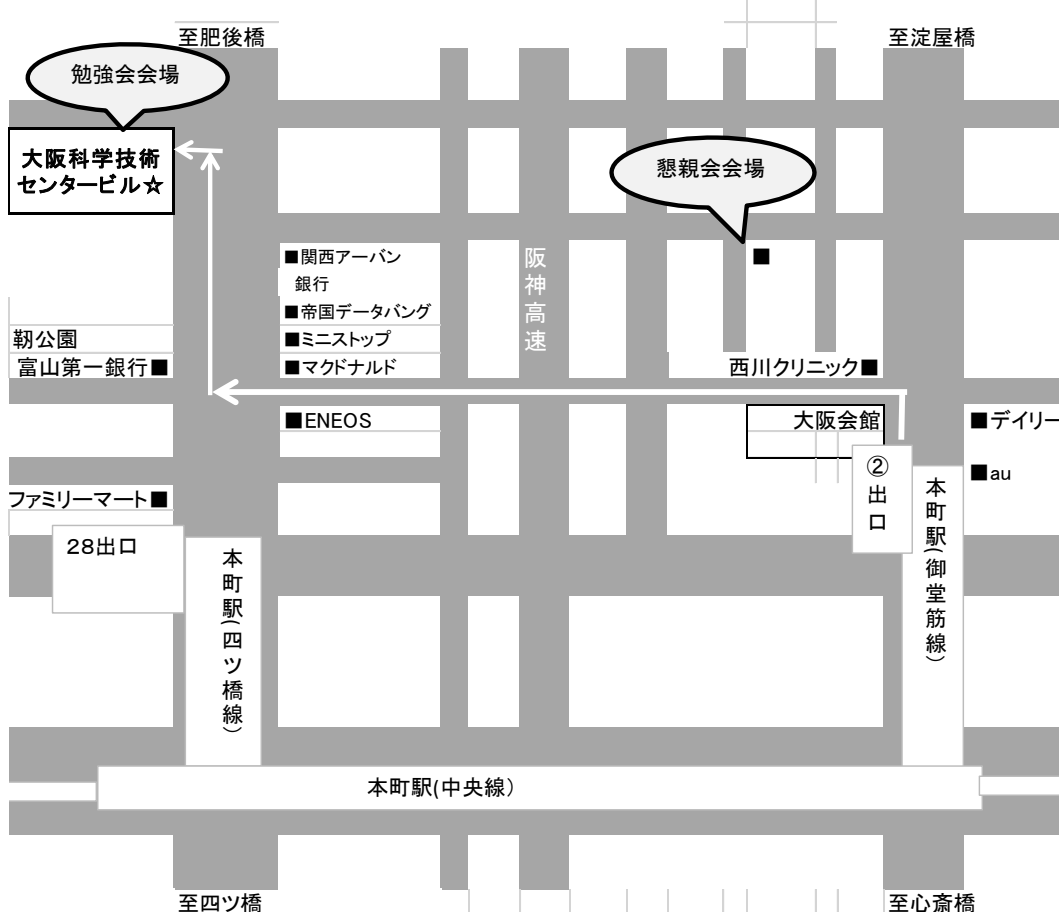 至肥後橋
至淀屋橋
勉強会会場
大阪科学技術
センタービル☆
懇親会会場
■
■関西アーバン
銀行
■帝国データバング
■ミニストップ
■マクドナルド
阪神高速
靭公園
富山第一銀行■
西川クリニック■
■ENEOS
大阪会館
■デイリー
②出口
■au
ファミリーマート■
28出口
本町駅(四ツ橋線)
本町駅(御堂筋線)
本町駅(中央線)
至四ツ橋
至心斎橋